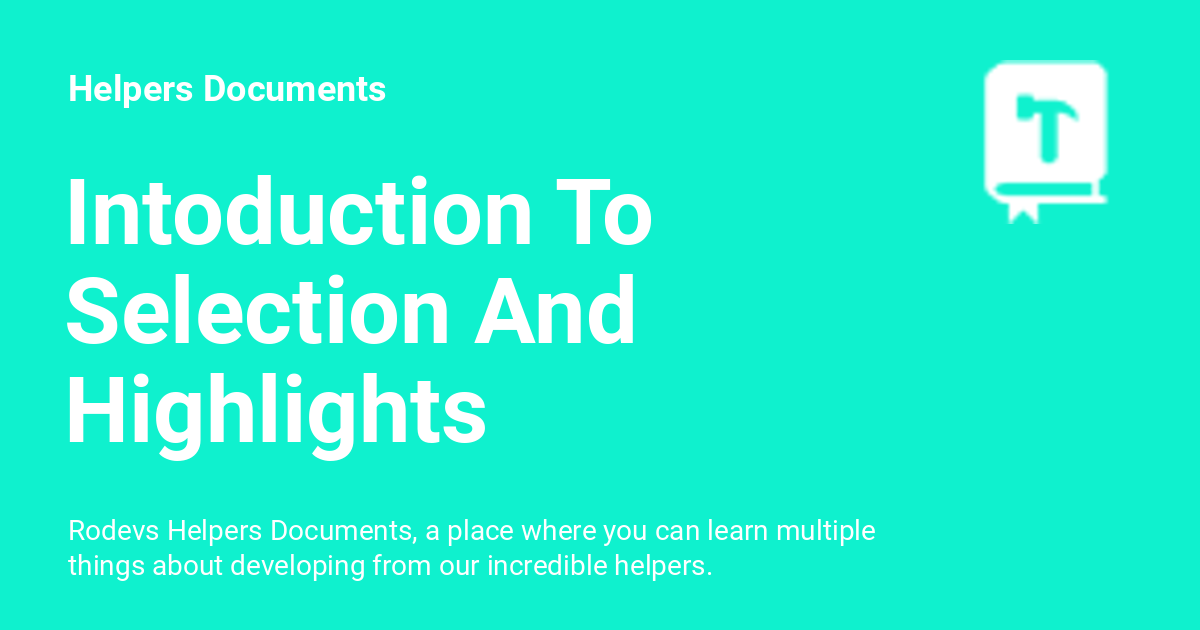 Helpers Documents
Intoduction To
Selection And
Highlights
Rodevs Helpers Documents, a place where you can learn multiple
things about developing from our incredible helpers.